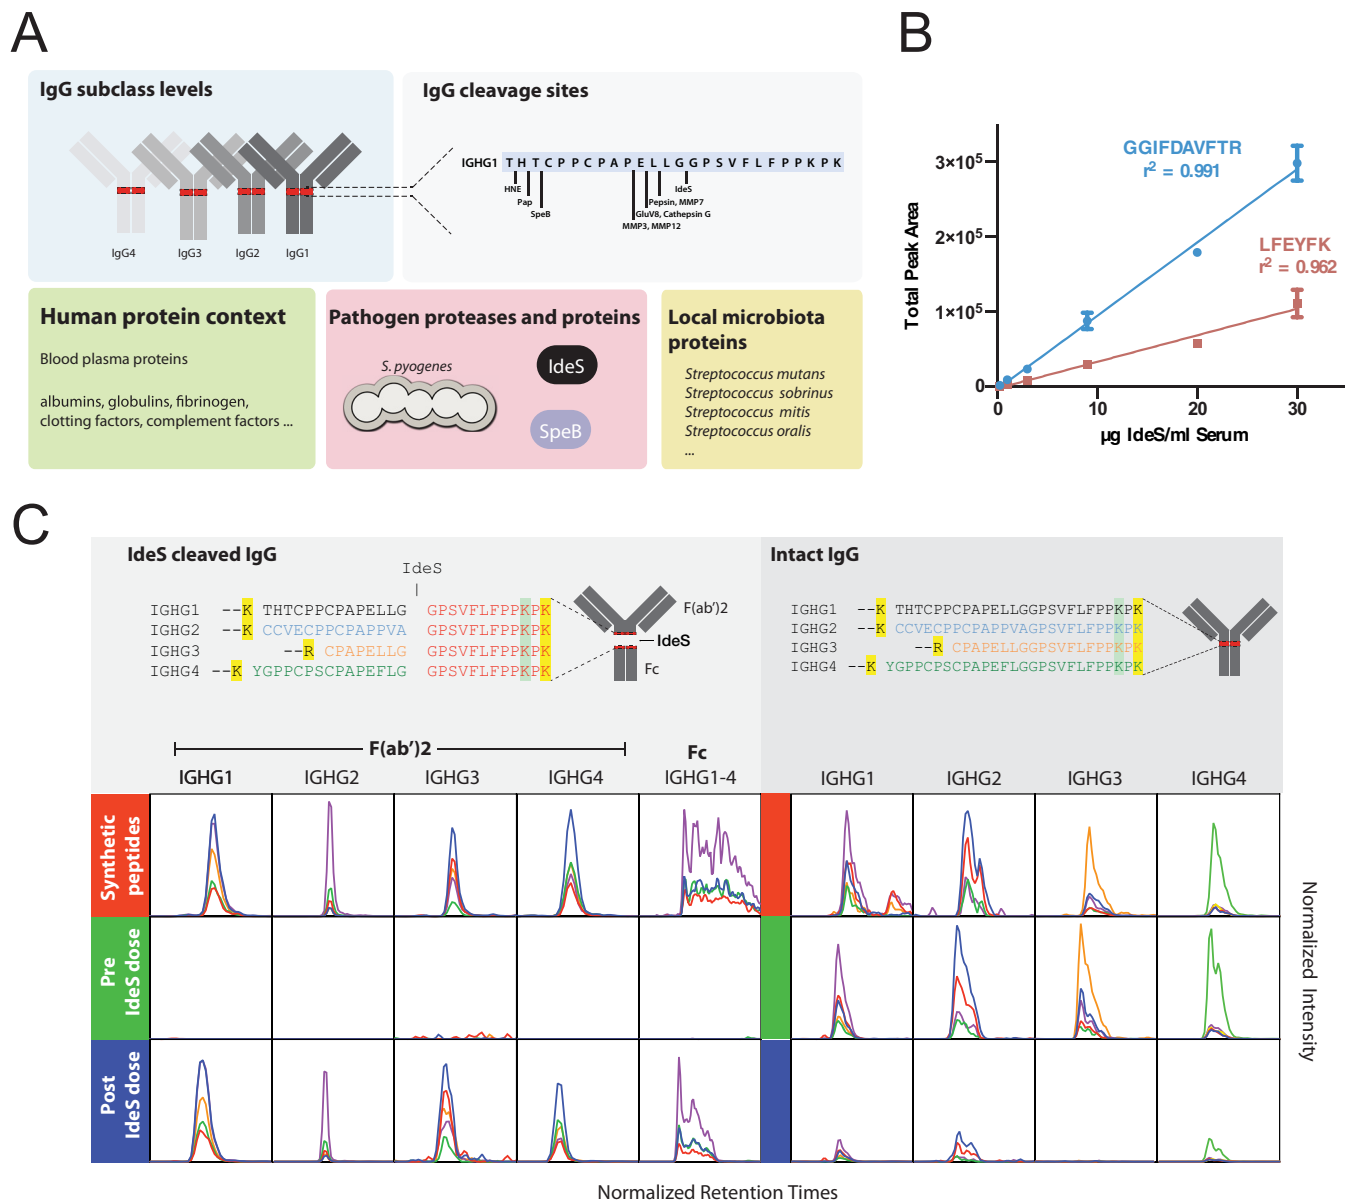 A
IgG subclass levels
IgG4
IgG3
IgG2
IgG1
IgG cleavage sites
IGHG1 T H T C P P C P A P E L L G G P S V F L F P P K P K
HNE
Pap
SpeB
IdeS
Pepsin, MMP7
GluV8, Cathepsin G
MMP3, MMP12
Human protein context
Blood plasma proteins
albumins, globulins, fibrinogen,
clotting factors, complement factors ...
Pathogen proteases and proteins
S. pyogenes
IdeS
SpeB
Local microbiota
proteins
Streptococcus mutans
Streptococcus sobrinus
Streptococcus mitis
Streptococcus oralis
...
B
Total Peak Area
3×10⁵
2×10⁵
1×10⁵
0
0 10 20 30
µg IdeS/ml Serum
GGIFDAVFTR
r² = 0.991
LFEYFK
r² = 0.962
C
IdeS cleaved IgG
IdeS
IGHG1 --K THTCPPCPAPELLG GPSVFLFPPKPK
IGHG2 --K CCVECPPCPAPPVA GPSVFLFPPKPK
IGHG3 --R CPAPELLG GPSVFLFPPKPK
IGHG4 --K YGPPCPSCPAPEFLG GPSVFLFPPKPK
F(ab')2
IdeS
Fc
Intact IgG
IGHG1 --K THTCPPCPAPELLGGPSVFLFPPKPK
IGHG2 --K CCVECPPCPAPPVAGPSVFLFPPKPK
IGHG3 --R CPAPELLGGPSVFLFPPKPK
IGHG4 --K YGPPCPSCPAPEFLGGPSVFLFPPKPK
F(ab')2
Fc
IGHG1 IGHG2 IGHG3 IGHG4 IGHG1-4
IGHG1 IGHG2 IGHG3 IGHG4
Synthetic
peptides
Pre
IdeS dose
Post
IdeS dose
Normalized Intensity
Normalized Retention Times